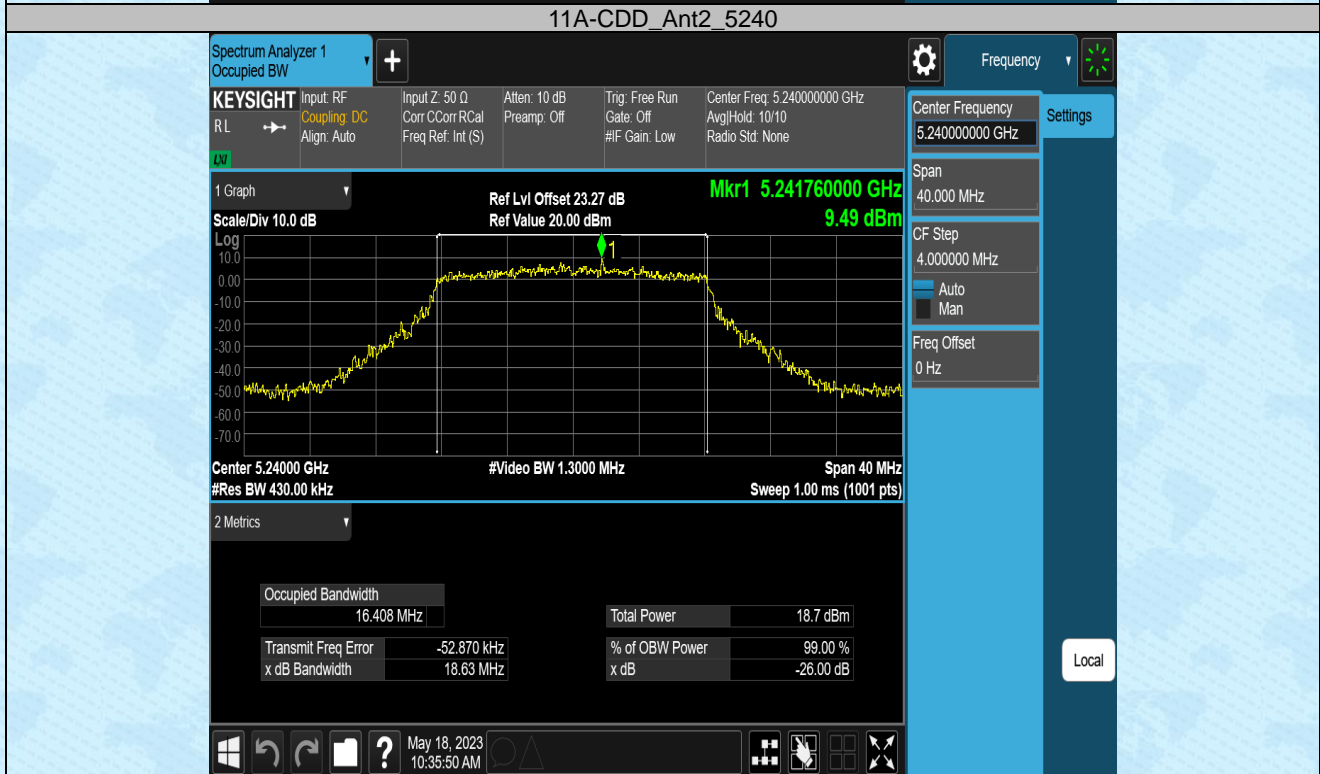 11A-CDD_Ant2_5240
Spectrum Analyzer 1
Occupied BW
Frequency
KEYSIGHT
RL
LXI
Input: RF
Coupling: DC
Align: Auto
Input Z: 50 Ω
Corr CCorr RCal
Freq Ref: Int (S)
Atten: 10 dB
Preamp: Off
Trig: Free Run
Gate: Off
#IF Gain: Low
Center Freq: 5.240000000 GHz
Avg|Hold: 10/10
Radio Std: None
Center Frequency
5.240000000 GHz
Settings
Span
40.000 MHz
CF Step
4.000000 MHz
Auto
Man
Freq Offset
0 Hz
1 Graph
Scale/Div 10.0 dB
Ref Lvl Offset 23.27 dB
Ref Value 20.00 dBm
Mkr1 5.241760000 GHz
9.49 dBm
Log
10.0
0.00
-10.0
-20.0
-30.0
-40.0
-50.0
-60.0
-70.0
1
Center 5.24000 GHz
#Video BW 1.3000 MHz
Span 40 MHz
#Res BW 430.00 kHz
Sweep 1.00 ms (1001 pts)
2 Metrics
Occupied Bandwidth
16.408 MHz
Total Power 18.7 dBm
Transmit Freq Error -52.870 kHz
% of OBW Power 99.00 %
x dB Bandwidth 18.63 MHz
x dB -26.00 dB
Local
?
May 18, 2023
10:35:50 AM